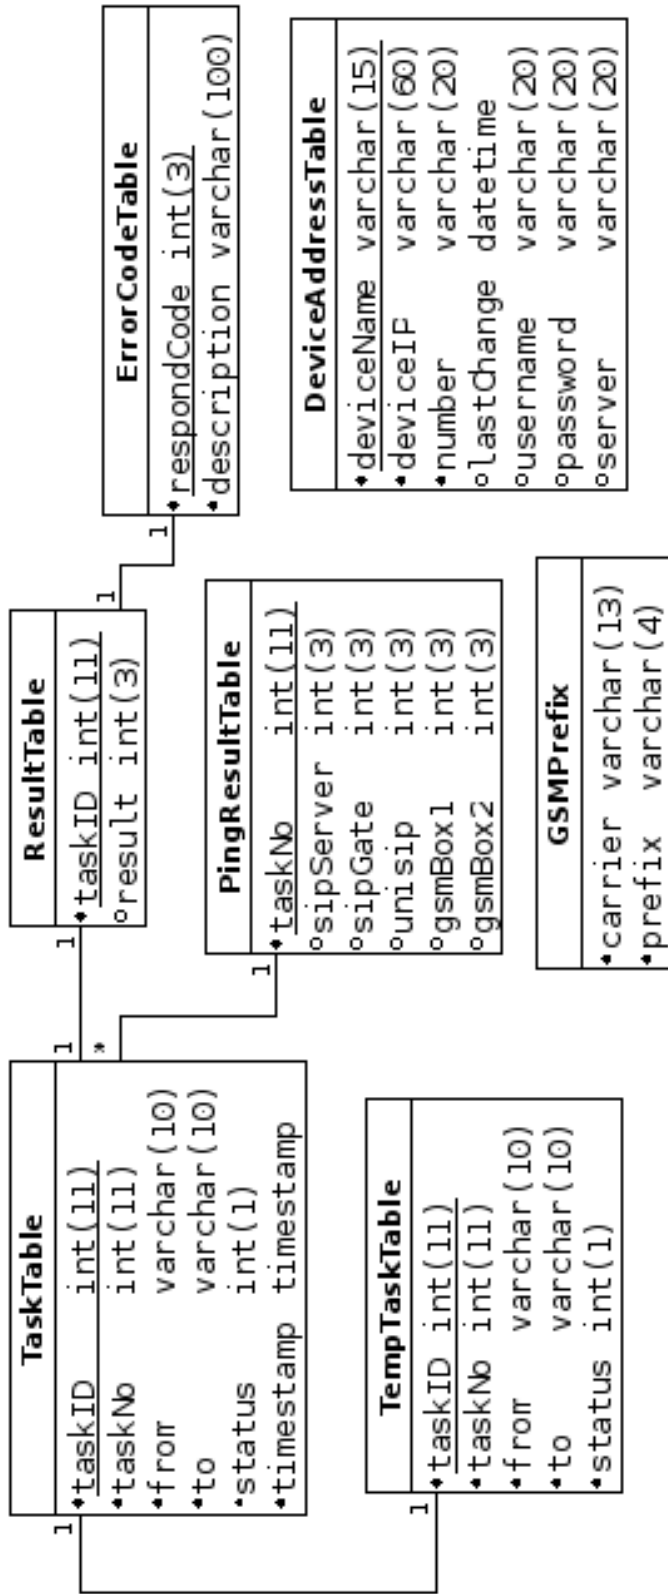 TaskTable
taskID int(11)
taskNo int(11)
from varchar(10)
to varchar(10)
status int(1)
timestamp timestamp
1
1
*
1
TempTaskTable
taskID int(11)
taskNo int(11)
from varchar(10)
to varchar(10)
status int(1)
1
ResultTable
taskID int(11)
result int(3)
1
1
PingResultTable
taskNo int(11)
sipServer int(3)
sipGate int(3)
unisip int(3)
gsmBox1 int(3)
gsmBox2 int(3)
1
GSMPrefix
carrier varchar(13)
prefix varchar(4)
ErrorCodeTable
respondCode int(3)
description varchar(100)
1
DeviceAddressTable
deviceName varchar(15)
deviceIP varchar(60)
number varchar(20)
lastChange datetime
username varchar(20)
password varchar(20)
server varchar(20)